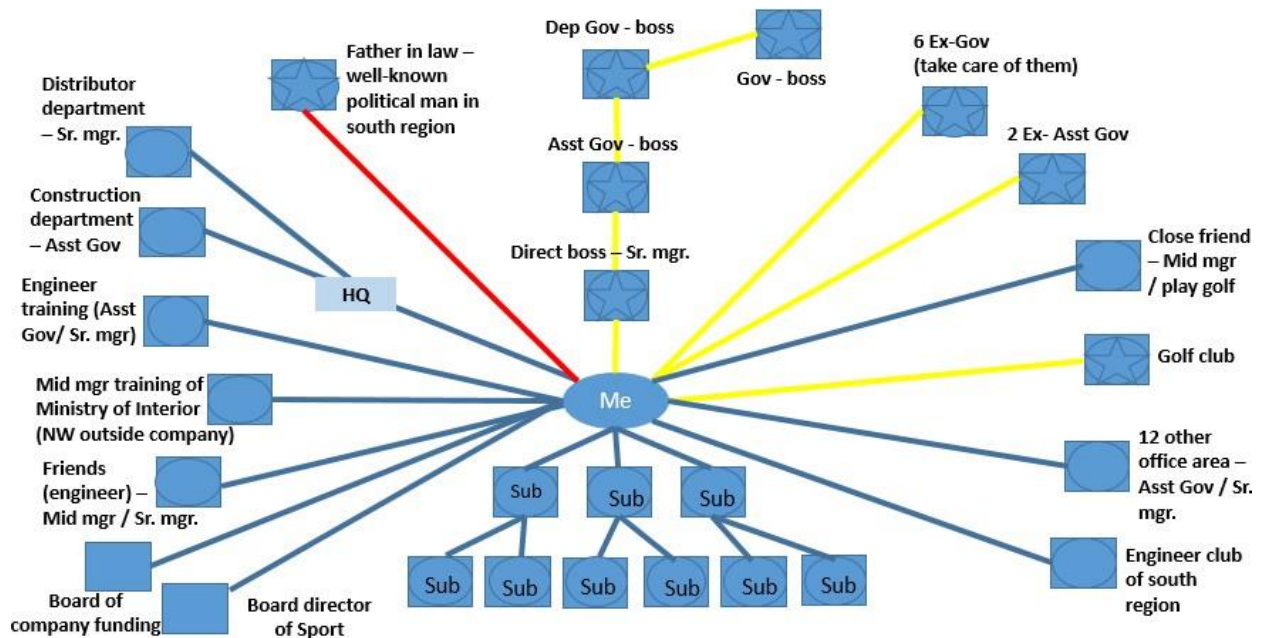 Dep Gov - boss
Gov - boss
6 Ex-Gov
(take care of them)
Father in law –
well-known
political man in
south region
Distributor
department
– Sr. mgr.
2 Ex- Asst Gov
Asst Gov - boss
Construction
department
– Asst Gov
Close friend
– Mid mgr
/ play golf
Direct boss – Sr. mgr.
Engineer
training (Asst
Gov/ Sr. mgr)
HQ
Golf club
Mid mgr training of
Ministry of Interior
(NW outside company)
Me
12 other
office area –
Asst Gov / Sr.
mgr.
Friends
(engineer) –
Mid mgr / Sr. mgr.
Sub
Sub
Sub
Engineer club
of south
region
Sub
Sub
Sub
Sub
Sub
Sub
Board of
company funding
Board director
of Sport